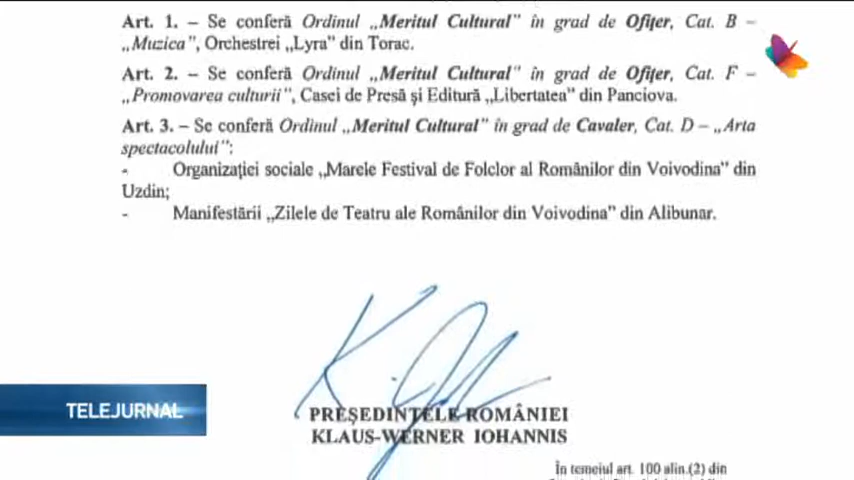 Art. 1. – Se conferă Ordinul „Meritul Cultural” în grad de Ofițer, Cat. B –
„Muzica”, Orchestrei „Lyra” din Torac.
Art. 2. – Se conferă Ordinul „Meritul Cultural” în grad de Ofițer, Cat. F –
„Promovarea culturii”, Casei de Presă și Editură „Libertatea” din Panciova.
Art. 3. – Se conferă Ordinul „Meritul Cultural” în grad de Cavaler, Cat. D – „Arta
spectacolului”:
- Organizației sociale „Marele Festival de Folclor al Românilor din Voivodina” din
Uzdin;
- Manifestării „Zilele de Teatru ale Românilor din Voivodina” din Alibunar.
TELEJURNAL
PREȘEDINTELE ROMÂNIEI
KLAUS-WERNER IOHANNIS
În temeiul art. 100 alin.(2) din